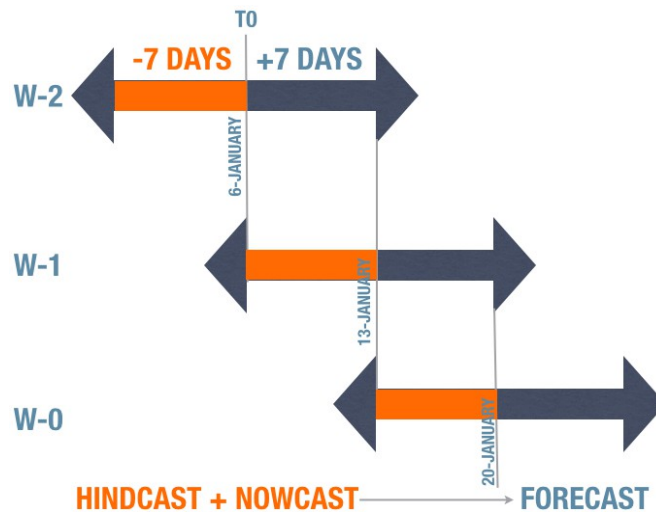 T0
-7 DAYS +7 DAYS
W-2
6-JANUARY
W-1
13-JANUARY
W-0
20-JANUARY
HINDCAST + NOWCAST FORECAST